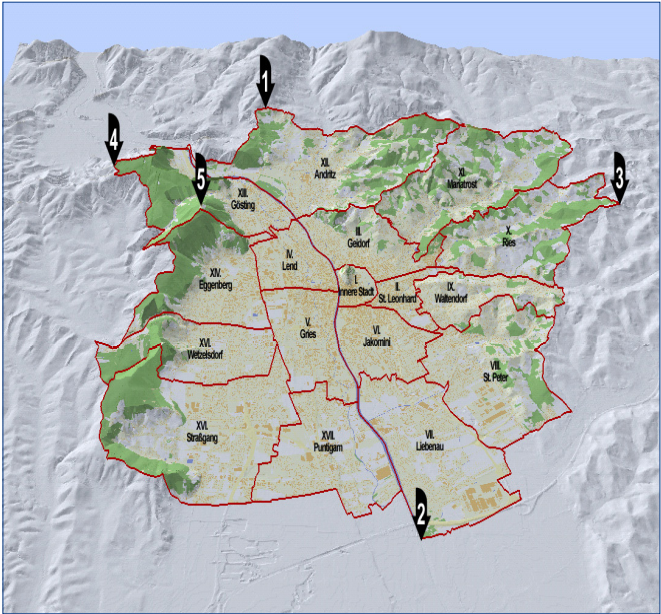 1
4
5
3
XII.
Andritz
XI.
Mariatrost
XIII.
Gösting
III.
Geidorf
X.
Ries
IV.
Lend
XIV.
Eggenberg
I.
Innere Stadt
II.
St. Leonhard
IX.
Waltendorf
V.
Gries
VI.
Jakomini
XVI.
Wetzelsdorf
VIII.
St. Peter
XVI.
Straßgang
XVII.
Puntigam
VII.
Liebenau
2